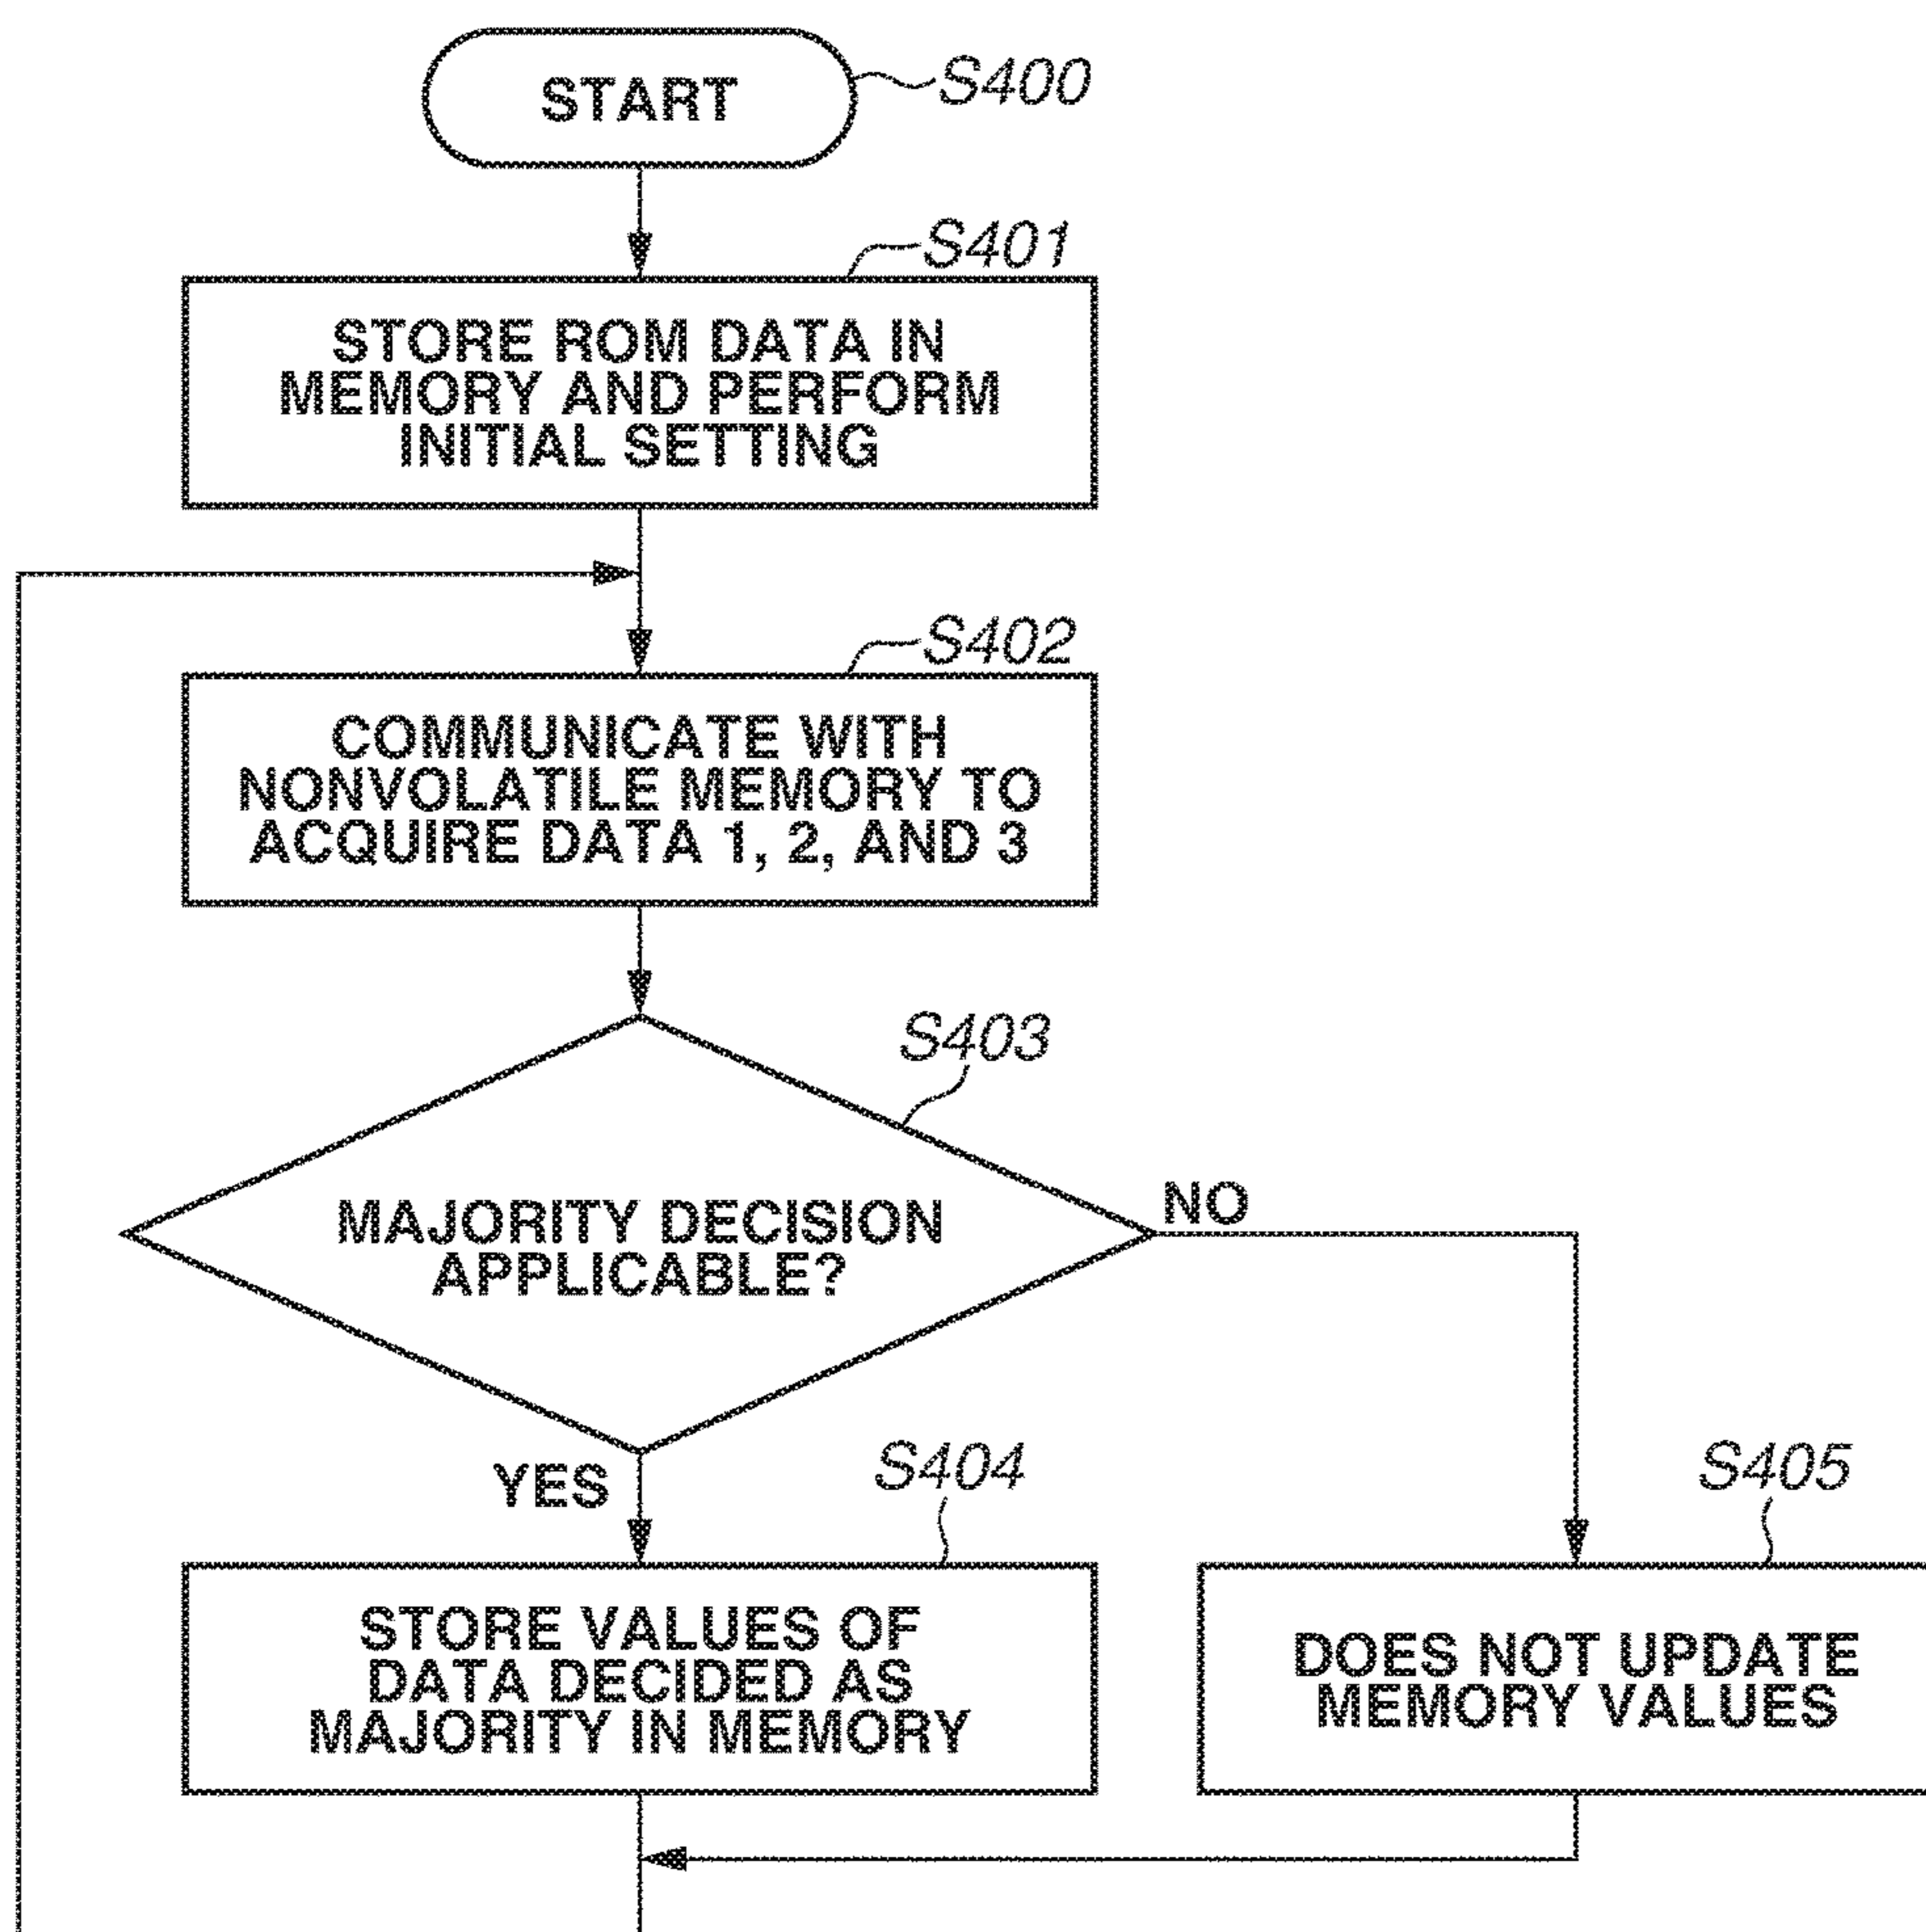 START
S400
S401
STORE ROM DATA IN
MEMORY AND PERFORM
INITIAL SETTING
S402
COMMUNICATE WITH
NONVOLATILE MEMORY TO
ACQUIRE DATA 1, 2, AND 3
S403
MAJORITY DECISION
APPLICABLE?
NO
YES
S404
S405
STORE VALUES OF
DATA DECIDED AS
MAJORITY IN MEMORY
DOES NOT UPDATE
MEMORY VALUES